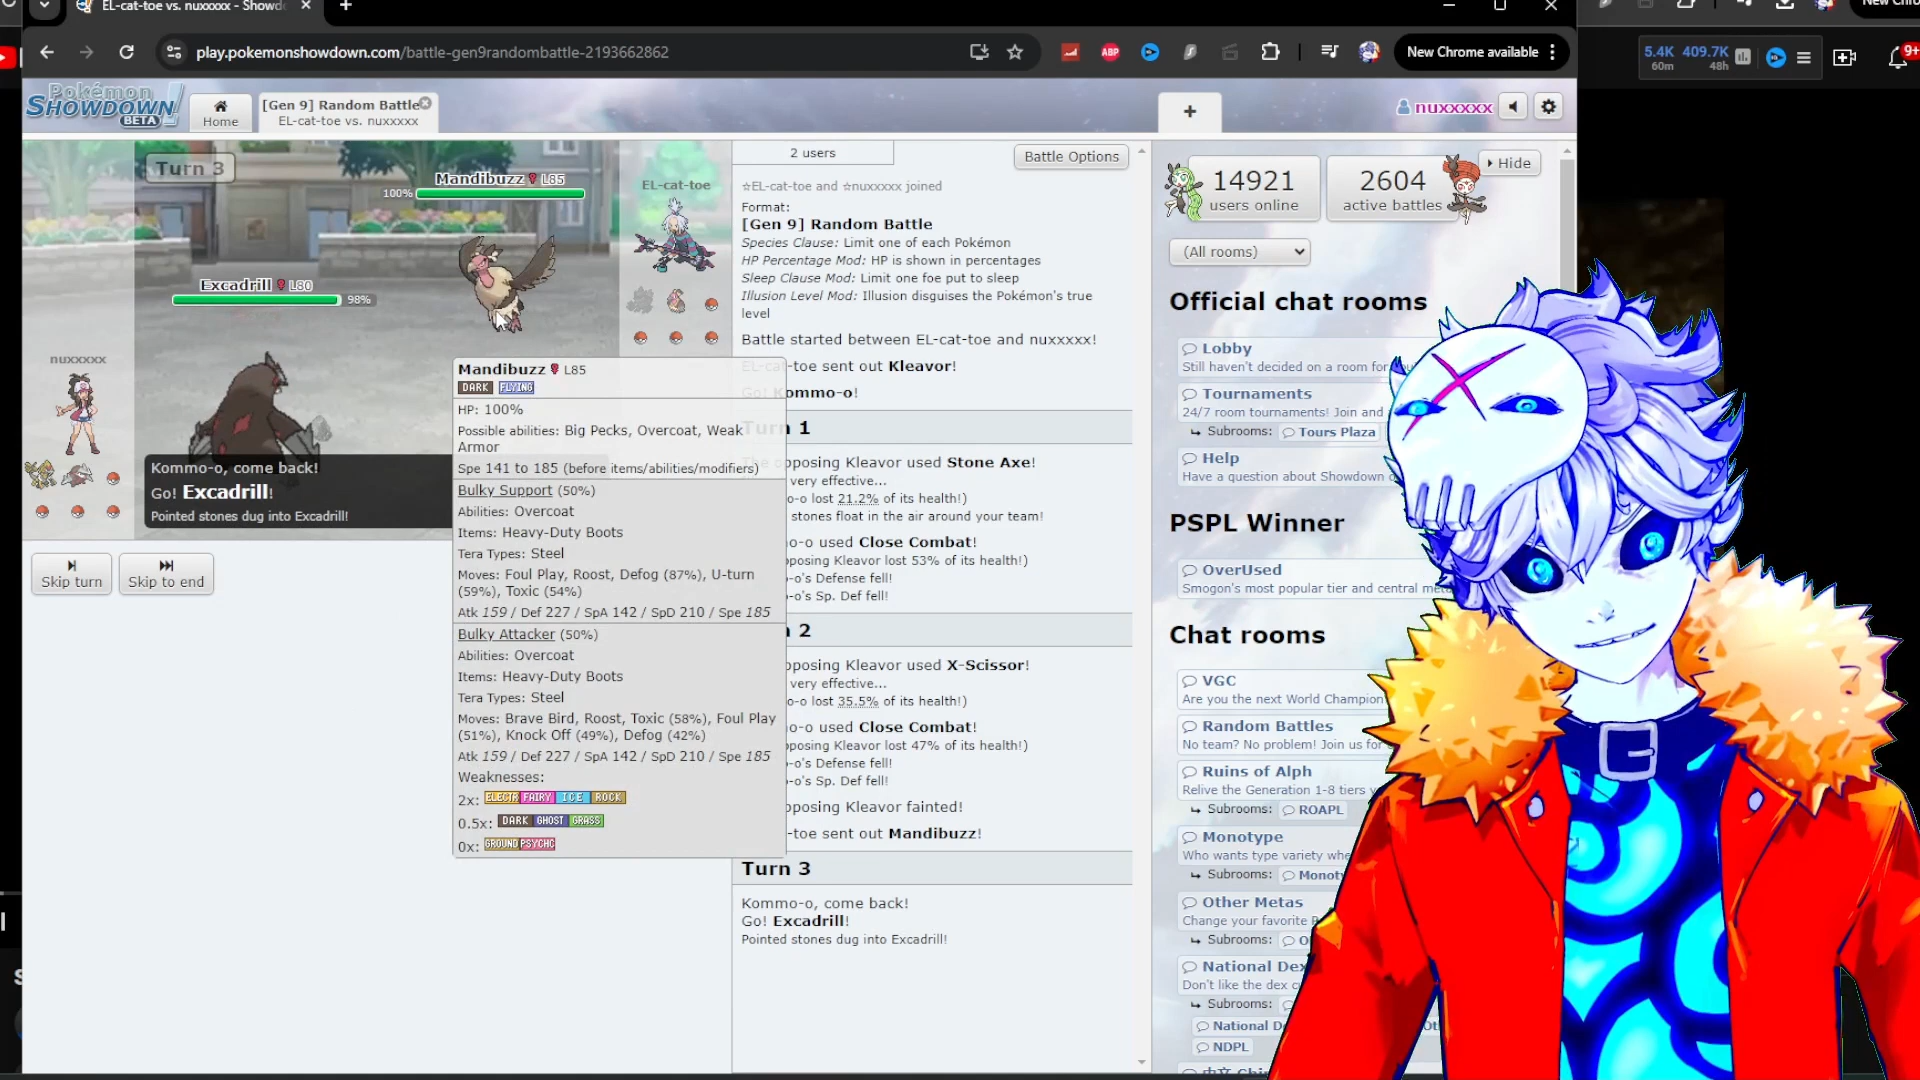 EL-cat-toe vs. nuxxxxx - Showd
play.pokemonshowdown.com/battle-gen9randombattle-2193662862
ABP
New Chrome available
New Chro
5.4K 409.7K
60m 48h
9+
Pokémon
SHOWDOWN!
BETA
Home
[Gen 9] Random Battle
EL-cat-toe vs. nuxxxxx
+
nuxxxxx
Turn 3
Mandibuzz L85
100%
Excadrill L80
98%
EL-cat-toe
nuxxxxx
Kommo-o, come back!
Go! Excadrill!
Pointed stones dug into Excadrill!
Skip turn
Skip to end
Mandibuzz L85
DARK FLYING
HP: 100%
Possible abilities: Big Pecks, Overcoat, Weak
Armor
Spe 141 to 185 (before items/abilities/modifiers)
Bulky Support (50%)
Abilities: Overcoat
Items: Heavy-Duty Boots
Tera Types: Steel
Moves: Foul Play, Roost, Defog (87%), U-turn
(59%), Toxic (54%)
Atk 159 / Def 227 / SpA 142 / SpD 210 / Spe 185
Bulky Attacker (50%)
Abilities: Overcoat
Items: Heavy-Duty Boots
Tera Types: Steel
Moves: Brave Bird, Roost, Toxic (58%), Foul Play
(51%), Knock Off (49%), Defog (42%)
Atk 159 / Def 227 / SpA 142 / SpD 210 / Spe 185
Weaknesses:
2x: ELECTR FAIRY ICE ROCK
0.5x: DARK GHOST GRASS
0x: GROUND PSYCHC
2 users
Battle Options
☆EL-cat-toe and ☆nuxxxxx joined
Format:
[Gen 9] Random Battle
Species Clause: Limit one of each Pokémon
HP Percentage Mod: HP is shown in percentages
Sleep Clause Mod: Limit one foe put to sleep
Illusion Level Mod: Illusion disguises the Pokémon's true
level
Battle started between EL-cat-toe and nuxxxxx!
EL-cat-toe sent out Kleavor!
Go! Kommo-o!
Turn 1
The opposing Kleavor used Stone Axe!
very effective...
o-o lost 21.2% of its health!)
stones float in the air around your team!
o-o used Close Combat!
posing Kleavor lost 53% of its health!)
o-o's Defense fell!
o-o's Sp. Def fell!
n 2
pposing Kleavor used X-Scissor!
very effective...
o-o lost 35.5% of its health!)
o-o used Close Combat!
posing Kleavor lost 47% of its health!)
o-o's Defense fell!
o-o's Sp. Def fell!
pposing Kleavor fainted!
-toe sent out Mandibuzz!
Turn 3
Kommo-o, come back!
Go! Excadrill!
Pointed stones dug into Excadrill!
14921
users online
2604
active battles
Hide
(All rooms)
Official chat rooms
Lobby
Still haven't decided on a room for
Tournaments
24/7 room tournaments! Join and
Subrooms: Tours Plaza
Help
Have a question about Showdown o
PSPL Winner
OverUsed
Smogon's most popular tier and central met
Chat rooms
VGC
Are you the next World Champion
Random Battles
No team? No problem! Join us for
Ruins of Alph
Relive the Generation 1-8 tiers
Subrooms: ROAPL
Monotype
Who wants type variety whe
Subrooms: Monoty
Other Metas
Change your favorite P
Subrooms: O
National Dex
Don't like the dex c
Subrooms:
National D
NDPL